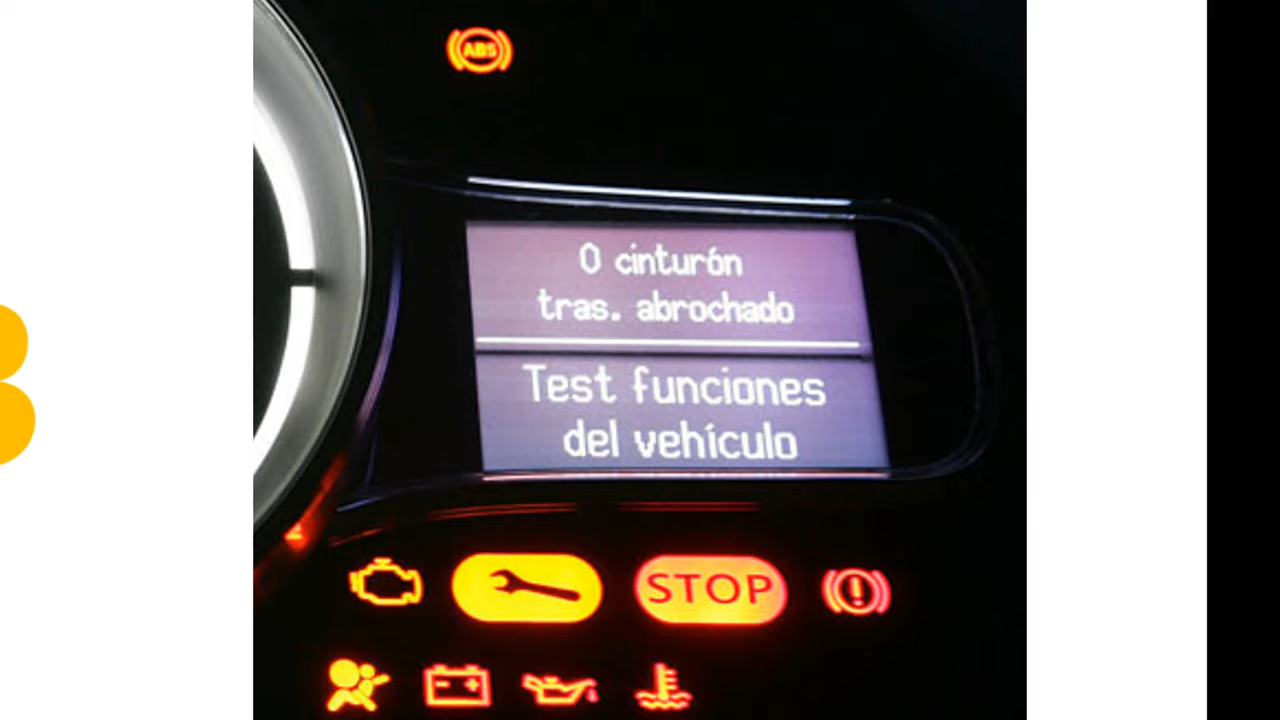 ABS
0 cinturón
tras. abrochado
Test funciones
del vehículo
STOP